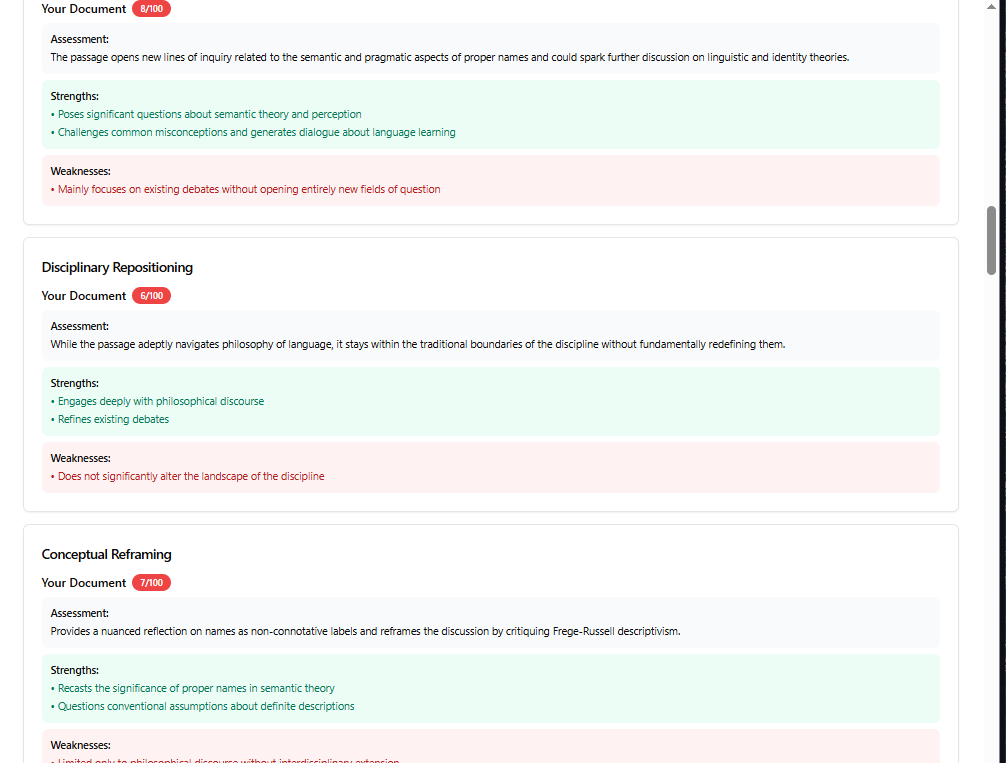 Your Document 8/100
Assessment:
The passage opens new lines of inquiry related to the semantic and pragmatic aspects of proper names and could spark further discussion on linguistic and identity theories.
Strengths:
• Poses significant questions about semantic theory and perception
• Challenges common misconceptions and generates dialogue about language learning
Weaknesses:
• Mainly focuses on existing debates without opening entirely new fields of question
Disciplinary Repositioning
Your Document 6/100
Assessment:
While the passage adeptly navigates philosophy of language, it stays within the traditional boundaries of the discipline without fundamentally redefining them.
Strengths:
• Engages deeply with philosophical discourse
• Refines existing debates
Weaknesses:
• Does not significantly alter the landscape of the discipline
Conceptual Reframing
Your Document 7/100
Assessment:
Provides a nuanced reflection on names as non-connotative labels and reframes the discussion by critiquing Frege-Russell descriptivism.
Strengths:
• Recasts the significance of proper names in semantic theory
• Questions conventional assumptions about definite descriptions
Weaknesses:
• Limited only to philosophical discourse without interdisciplinary extension